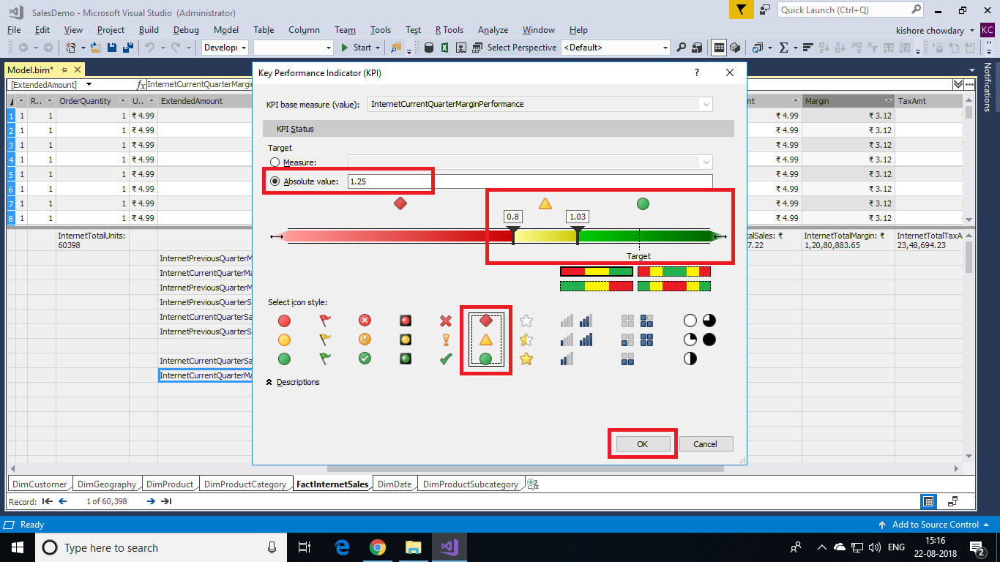 SalesDemo - Microsoft Visual Studio (Administrator)
Quick Launch (Ctrl+Q)
File Edit View Project Build Debug Model Table Column Team Tools Test R Tools Analyze Window Help
kishore chowdary KC
Develop Start Select Perspective <Default>
Model.bim*
Notifications
[ExtendedAmount] fx InternetCurrentQuarterMargin
R.. OrderQuantity U.. ExtendedAmount
Margin TaxAmt
1 1 1 1 ₹ 4.99 ₹ 4.99 ₹ 3.12
2 1 1 1 ₹ 4.99 ₹ 4.99 ₹ 3.12
3 1 1 1 ₹ 4.99 ₹ 4.99 ₹ 3.12
4 1 1 1 ₹ 4.99 ₹ 4.99 ₹ 3.12
5 1 1 1 ₹ 4.99 ₹ 4.99 ₹ 3.12
6 1 1 1 ₹ 4.99 ₹ 4.99 ₹ 3.12
7 1 1 1 ₹ 4.99 ₹ 4.99 ₹ 3.12
8 1 1 1 ₹ 4.99 ₹ 4.99 ₹ 3.12
InternetTotalUnits:
60398
InternetPreviousQuarterM
InternetCurrentQuarterMa
InternetPreviousQuarterM
InternetPreviousQuarterS
InternetCurrentQuarterSa
InternetPreviousQuarterS
InternetCurrentQuarterSa
InternetCurrentQuarterMa
talSales: ₹
7.22
InternetTotalMargin: ₹
1,20,80,883.65
InternetTotalTaxA
23,48,694.23
Key Performance Indicator (KPI)
?
KPI base measure (value): InternetCurrentQuarterMarginPerformance
KPI Status
Target
Measure:
Absolute value: 1.25
0.8 1.03
Target
Select icon style:
Descriptions
OK Cancel
DimCustomer DimGeography DimProduct DimProductCategory FactInternetSales DimDate DimProductSubcategory
Record: 1 of 60,398
Ready
Add to Source Control
Type here to search
ENG
15:16
22-08-2018
2